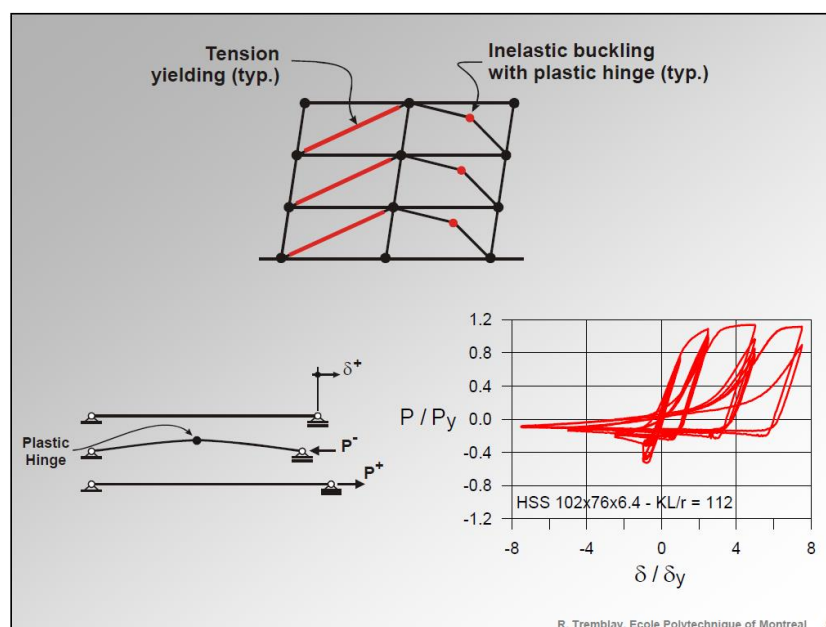 Tension
yielding (typ.)
Inelastic buckling
with plastic hinge (typ.)
δ+
Plastic
Hinge
P-
P+
P / Py
1.2
0.8
0.4
0.0
-0.4
-0.8
-1.2
HSS 102x76x6.4 - KL/r = 112
-8
-4
0
4
8
δ / δy
R. Tremblay, Ecole Polytechnique of Montreal